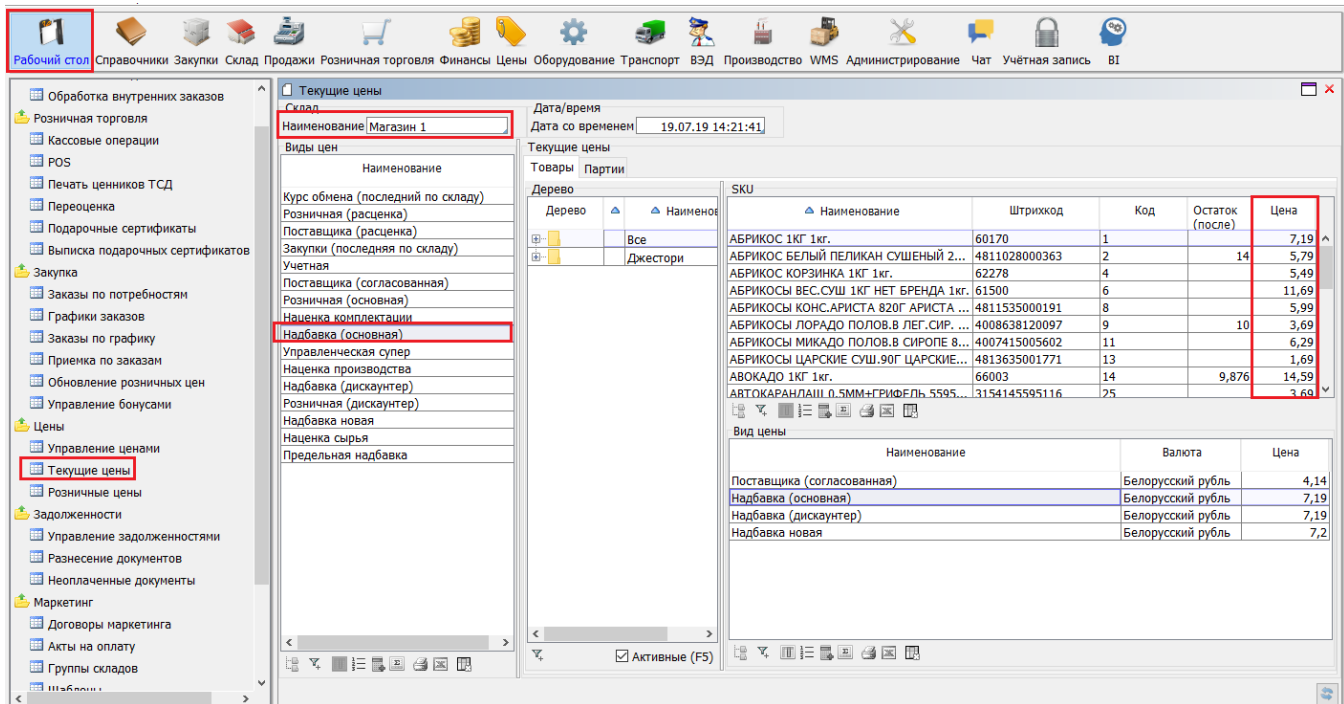 Рабочий стол Справочники Закупки Склад Продажи Розничная торговля Финансы Цены Оборудование Транспорт ВЭД Производство WMS Администрирование Чат Учётная запись BI
Обработка внутренних заказов
Розничная торговля
Кассовые операции
POS
Печать ценников ТСД
Переоценка
Подарочные сертификаты
Выписка подарочных сертификатов
Закупка
Заказы по потребностям
Графики заказов
Заказы по графику
Приемка по заказам
Обновление розничных цен
Управление бонусами
Цены
Управление ценами
Текущие цены
Розничные цены
Задолженности
Управление задолженностями
Разнесение документов
Неоплаченные документы
Маркетинг
Договоры маркетинга
Акты на оплату
Группы складов
Шаблоны
Текущие цены
Склад
Наименование Магазин 1
Дата/время
Дата со временем 19.07.19 14:21:41
Виды цен
Наименование
Курс обмена (последний по складу)
Розничная (расценка)
Поставщика (расценка)
Закупки (последняя по складу)
Учетная
Поставщика (согласованная)
Розничная (основная)
Наценка комплектации
Надбавка (основная)
Управленческая супер
Наценка производства
Надбавка (дискаунтер)
Розничная (дискаунтер)
Надбавка новая
Наценка сырья
Предельная надбавка
Текущие цены
Товары Партии
Дерево
Дерево Наименов
Все
Джестори
Активные (F5)
SKU
Наименование Штрихкод Код Остаток (после) Цена
АБРИКОС 1КГ 1кг. 60170 1 7,19
АБРИКОС БЕЛЫЙ ПЕЛИКАН СУШЕНЫЙ 2... 4811028000363 2 14 5,79
АБРИКОС КОРЗИНКА 1КГ 1кг. 62278 4 5,49
АБРИКОСЫ ВЕС.СУШ 1КГ НЕТ БРЕНДА 1кг. 61500 6 11,69
АБРИКОСЫ КОНС.АРИСТА 820Г АРИСТА ... 4811535000191 8 5,99
АБРИКОСЫ ЛОРАДО ПОЛОВ.В ЛЕГ.СИР. ... 4008638120097 9 10 3,69
АБРИКОСЫ МИКАДО ПОЛОВ.В СИРОПЕ 8... 4007415005602 11 6,29
АБРИКОСЫ ЦАРСКИЕ СУШ.90Г ЦАРСКИЕ... 4813635001771 13 1,69
АВОКАДО 1КГ 1кг. 66003 14 9,876 14,59
АВТОКАРАНДАШ 0.5ММ+ГРИФЕЛЬ 5595... 3154145595116 25 3,69
Вид цены
Наименование Валюта Цена
Поставщика (согласованная) Белорусский рубль 4,14
Надбавка (основная) Белорусский рубль 7,19
Надбавка (дискаунтер) Белорусский рубль 7,19
Надбавка новая Белорусский рубль 7,2